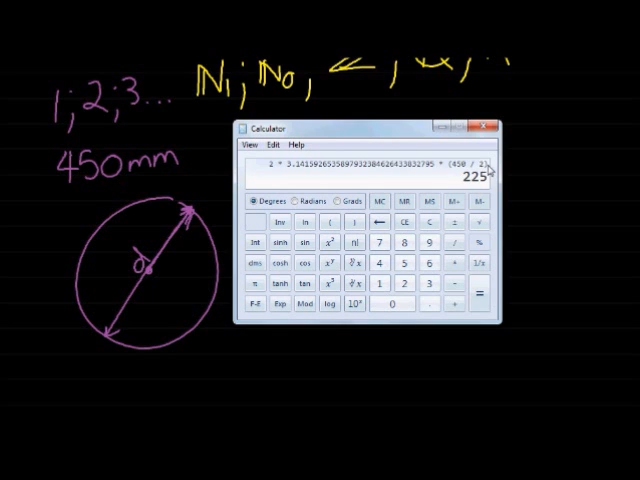 N₁; N₀,
1; 2; 3...
450mm
d
Calculator
View Edit Help
2 * 3.1415926535897932384626433832795 * (450 / 2)
225
Degrees Radians Grads MC MR MS M+ M-
Inv ln ( ) ← CE C ± √
Int sinh sin x² n! 7 8 9 / %
dms cosh cos xʸ ʸ√x 4 5 6 * 1/x
π tanh tan x³ ³√x 1 2 3 - =
F-E Exp Mod log 10ˣ 0 . +